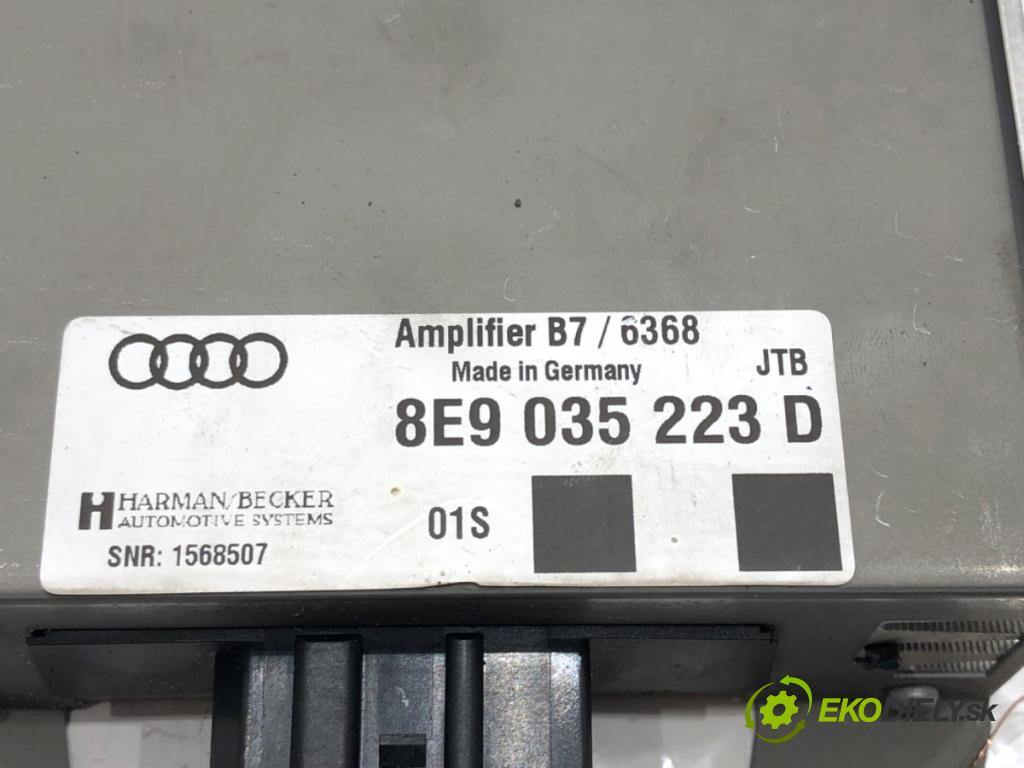 Amplifier B7 / 6368
Made in Germany
JTB
8E9 035 223 D
HARMAN/BECKER
AUTOMOTIVE SYSTEMS
01S
SNR: 1568507
EKODIELY.sk